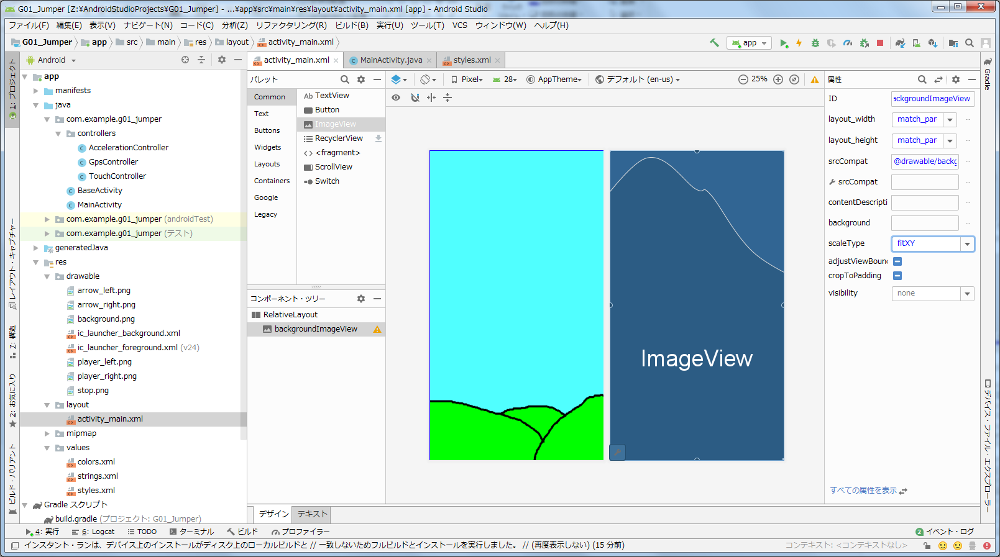 G01_Jumper [Z:¥AndroidStudioProjects¥G01_Jumper] - ...¥app¥src¥main¥res¥layout¥activity_main.xml [app] - Android Studio
ファイル(F) 編集(E) 表示(V) ナビゲート(N) コード(C) 分析(Z) リファクタリング(R) ビルド(B) 実行(U) ツール(T) VCS ウィンドウ(W) ヘルプ(H)
G01_Jumper app src main res layout activity_main.xml
app
1: プロジェクト
レイアウト・キャプチャー
Z: 構造
2: お気に入り
ビルド・バリアント
Android
app
manifests
java
com.example.g01_jumper
controllers
AccelerationController
GpsController
TouchController
BaseActivity
MainActivity
com.example.g01_jumper (androidTest)
com.example.g01_jumper (テスト)
generatedJava
res
drawable
arrow_left.png
arrow_right.png
background.png
ic_launcher_background.xml
ic_launcher_foreground.xml (v24)
player_left.png
player_right.png
stop.png
layout
activity_main.xml
mipmap
values
colors.xml
strings.xml
styles.xml
Gradle スクリプト
build.gradle (プロジェクト: G01_Jumper)
activity_main.xml MainActivity.java styles.xml
パレット
Common
Text
Buttons
Widgets
Layouts
Containers
Google
Legacy
Ab TextView
Button
ImageView
RecyclerView
<fragment>
ScrollView
Switch
コンポーネント・ツリー
RelativeLayout
backgroundImageView
Pixel 28 AppTheme デフォルト (en-us) 25%
ImageView
属性
ID ackgroundImageView
layout_width match_par
layout_height match_par
srcCompat @drawable/backg
srcCompat
contentDescripti
background
scaleType fitXY
adjustViewBound
cropToPadding
visibility none
すべての属性を表示
Gradle
デバイス・ファイル・エクスプローラー
デザイン テキスト
4: 実行 6: Logcat TODO ターミナル ビルド プロファイラー 2 イベント・ログ
インスタント・ランは、デバイス上のインストールがディスク上のローカルビルドと // 一致しないためフルビルドとインストールを実行しました。 // (再度表示しない) (15 分前) コンテキスト: <コンテキストなし>